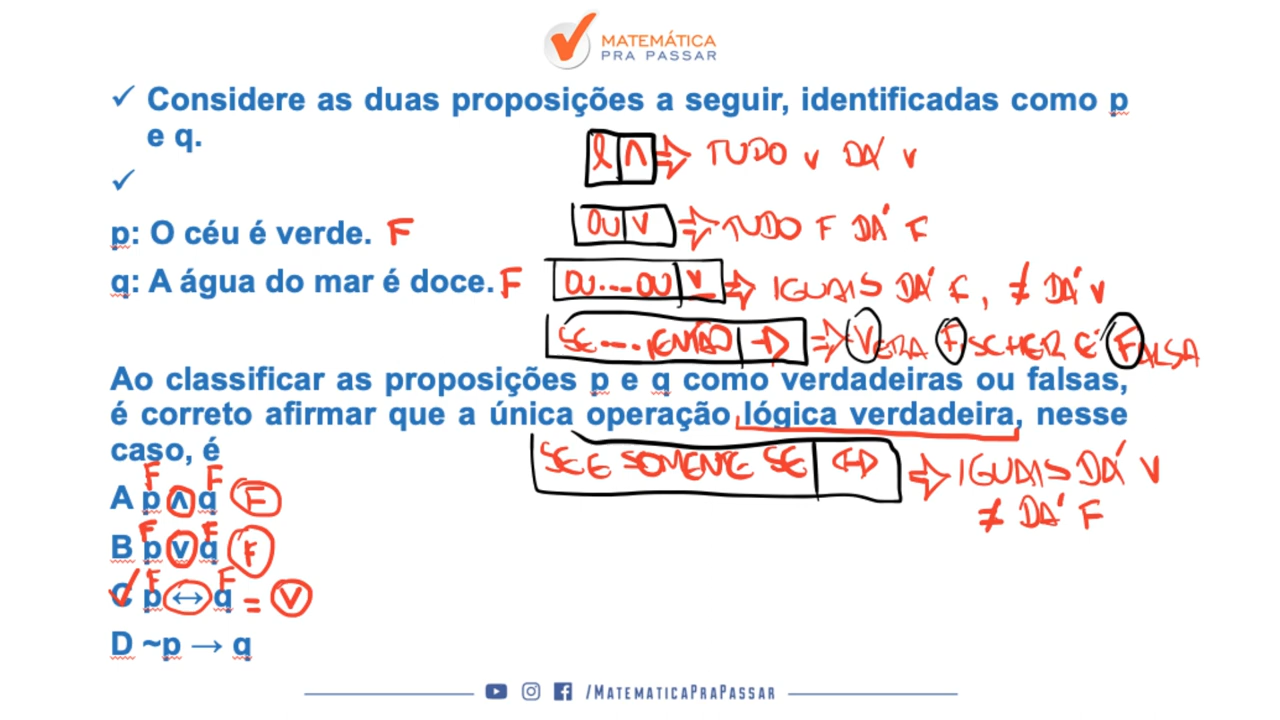 MATEMÁTICA
PRA PASSAR
✓ Considere as duas proposições a seguir, identificadas como p
e q.
E ∧ ⇒ TUDO V DÁ V
✓
p: O céu é verde. F
OU V ⇒ TUDO F DÁ F
q: A água do mar é doce. F
OU...OU V ⇒ IGUAIS DÁ F, ≠ DÁ V
SE....ENTÃO → ⇒ VERA FISCHER É FALSA
Ao classificar as proposições p e q como verdadeiras ou falsas,
é correto afirmar que a única operação lógica verdadeira, nesse
caso, é
SE E SOMENTE SE ↔ ⇒ IGUAIS DÁ V
≠ DÁ F
F F
A p ∧ q F
F F
B p v q F
F F
C p ↔ q = V
D ~p → q
/MATEMATICAPRAPASSAR